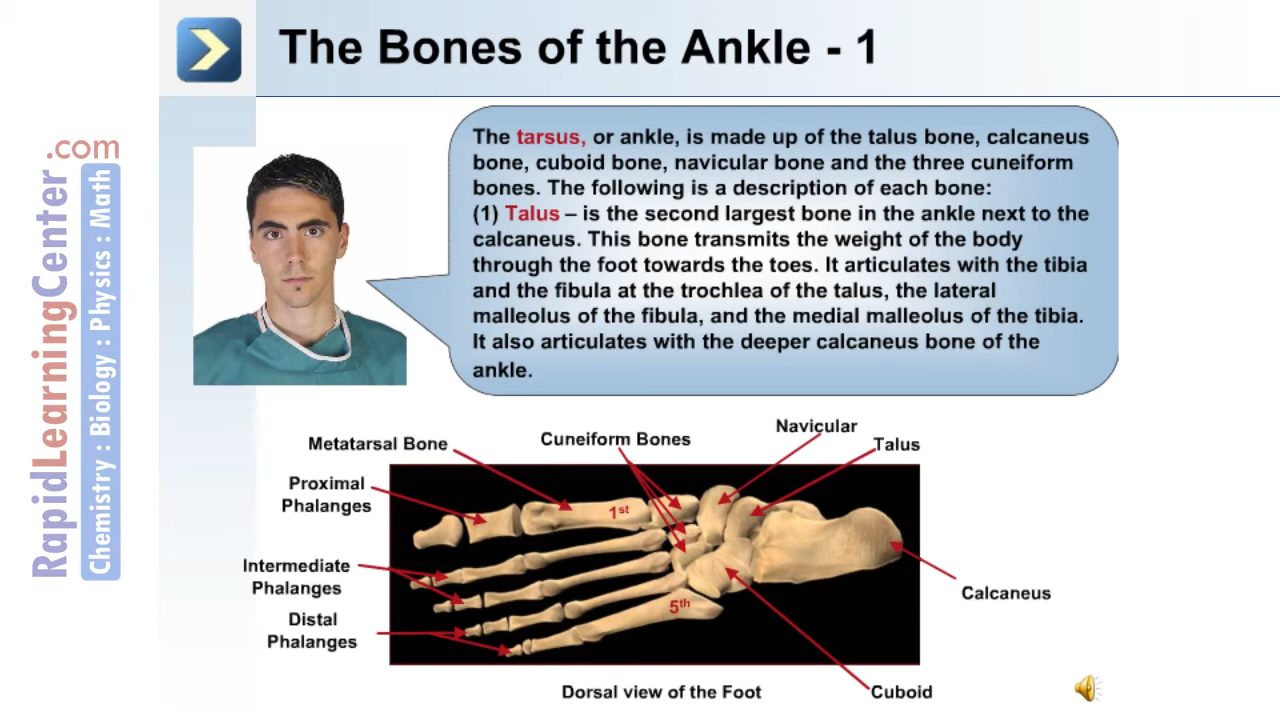 The Bones of the Ankle - 1
RapidLearningCenter.com
Chemistry : Biology : Physics : Math
The tarsus, or ankle, is made up of the talus bone, calcaneus
bone, cuboid bone, navicular bone and the three cuneiform
bones. The following is a description of each bone:
(1) Talus – is the second largest bone in the ankle next to the
calcaneus. This bone transmits the weight of the body
through the foot towards the toes. It articulates with the tibia
and the fibula at the trochlea of the talus, the lateral
malleolus of the fibula, and the medial malleolus of the tibia.
It also articulates with the deeper calcaneus bone of the
ankle.
Metatarsal Bone
Cuneiform Bones
Navicular
Talus
Proximal
Phalanges
1st
Intermediate
Phalanges
Distal
Phalanges
5th
Calcaneus
Cuboid
Dorsal view of the Foot